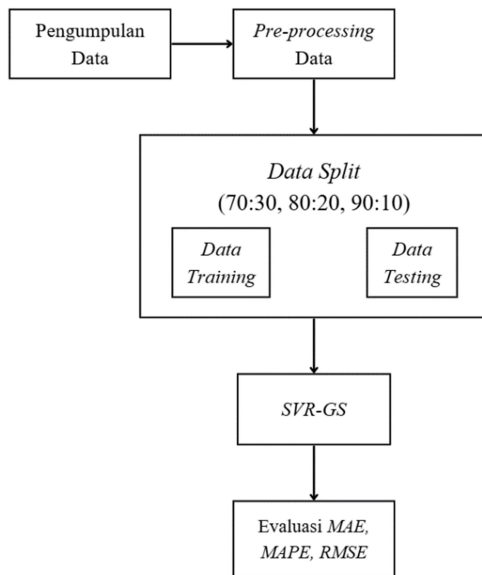 Pengumpulan
Data
Pre-processing
Data
Data Split
(70:30, 80:20, 90:10)
Data
Training
Data
Testing
SVR-GS
Evaluasi MAE,
MAPE, RMSE